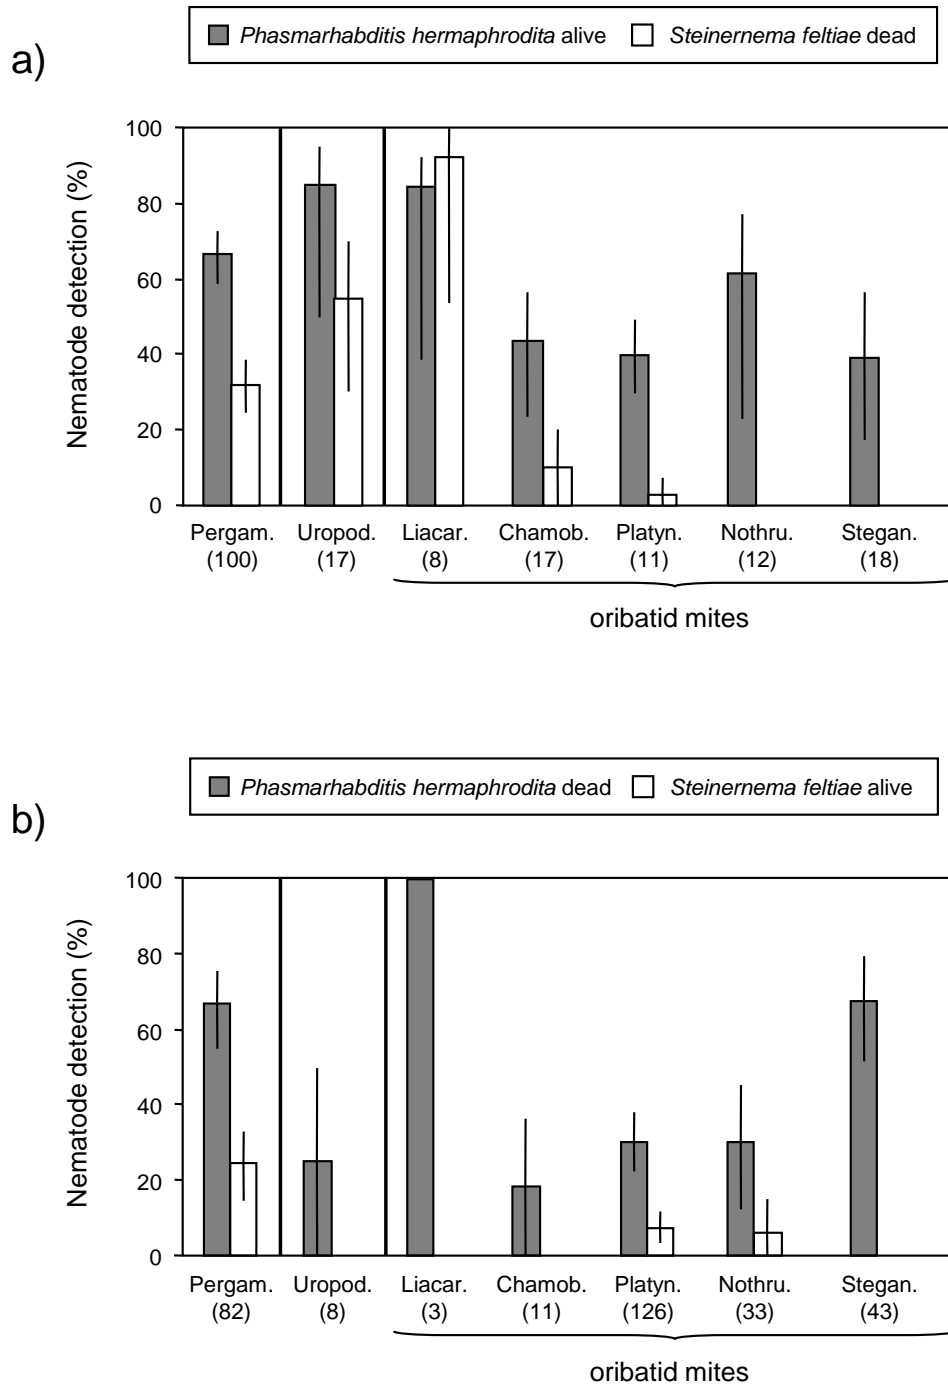 a)
Phasmarhabditis hermaphrodita alive Steinernema feltiae dead
Nematode detection (%)
100
80
60
40
20
0
Pergam. Uropod. Liacar. Chamob. Platyn. Nothru. Stegan.
(100) (17) (8) (17) (11) (12) (18)
oribatid mites
b)
Phasmarhabditis hermaphrodita dead Steinernema feltiae alive
Nematode detection (%)
100
80
60
40
20
0
Pergam. Uropod. Liacar. Chamob. Platyn. Nothru. Stegan.
(82) (8) (3) (11) (126) (33) (43)
oribatid mites